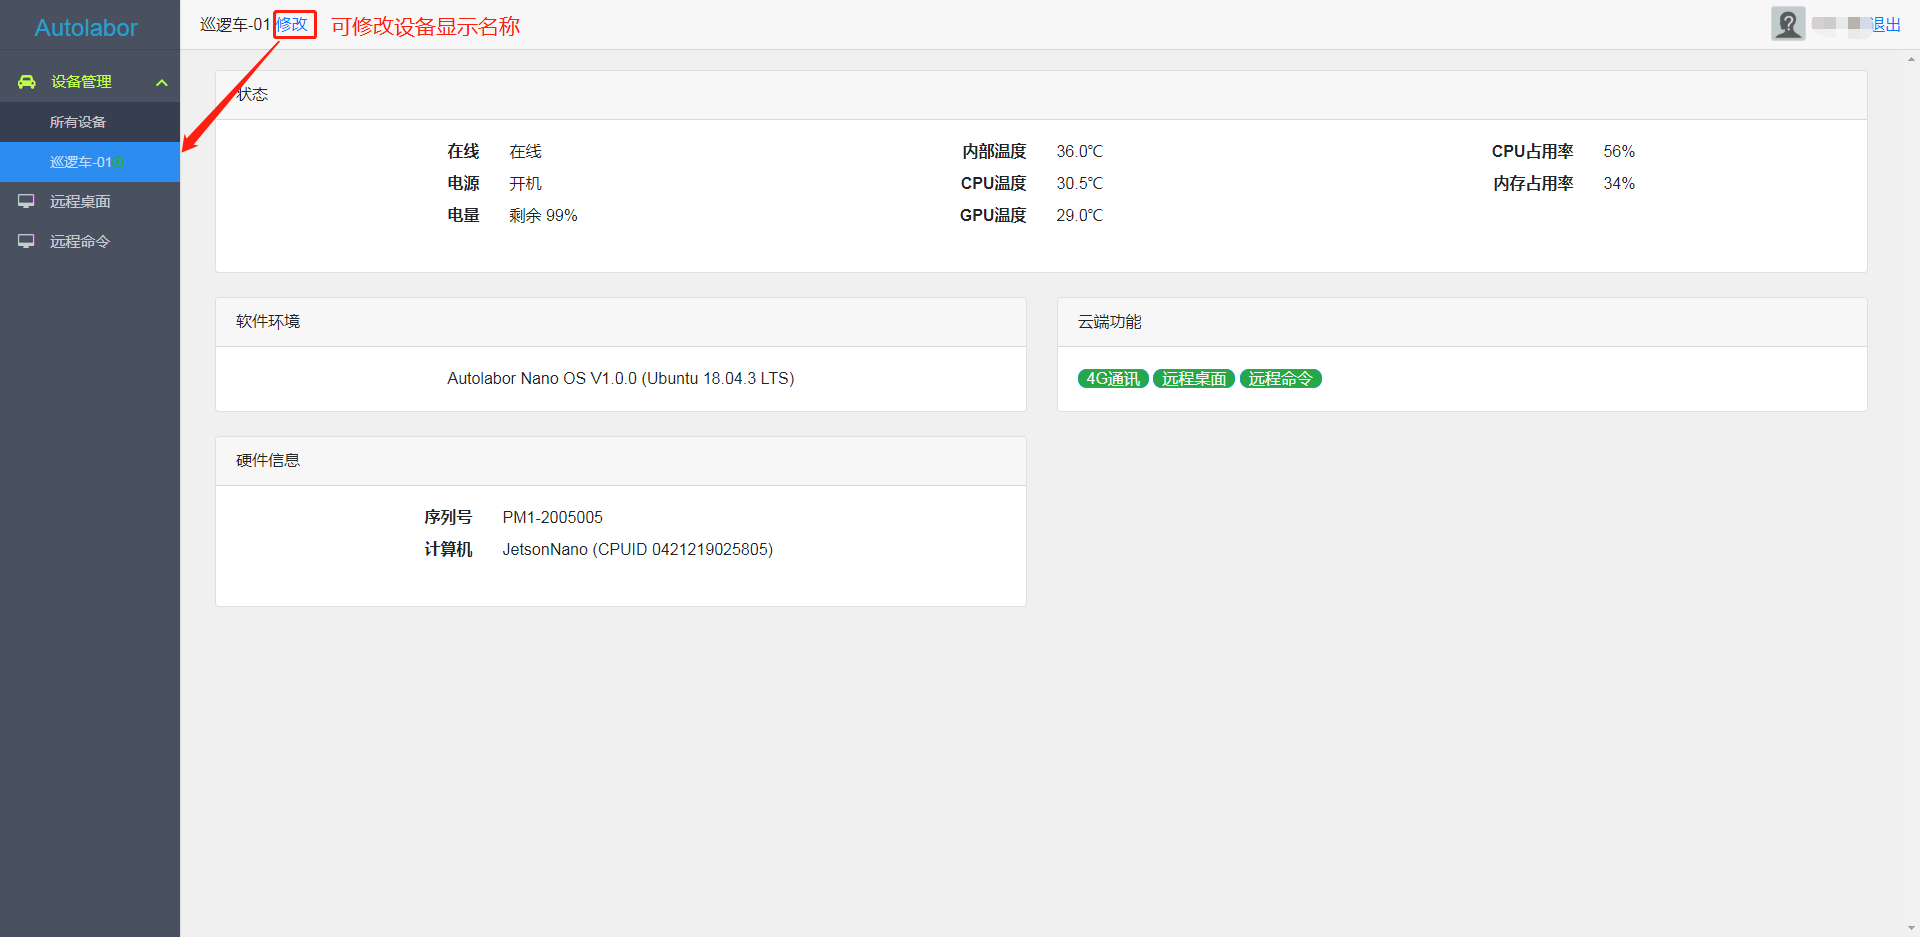 Autolabor
巡逻车-01 修改 可修改设备显示名称
退出
设备管理
所有设备
巡逻车-01
远程桌面
远程命令
状态
在线 在线
电源 开机
电量 剩余 99%
内部温度 36.0℃
CPU温度 30.5℃
GPU温度 29.0℃
CPU占用率 56%
内存占用率 34%
软件环境
Autolabor Nano OS V1.0.0 (Ubuntu 18.04.3 LTS)
云端功能
4G通讯 远程桌面 远程命令
硬件信息
序列号 PM1-2005005
计算机 JetsonNano (CPUID 0421219025805)